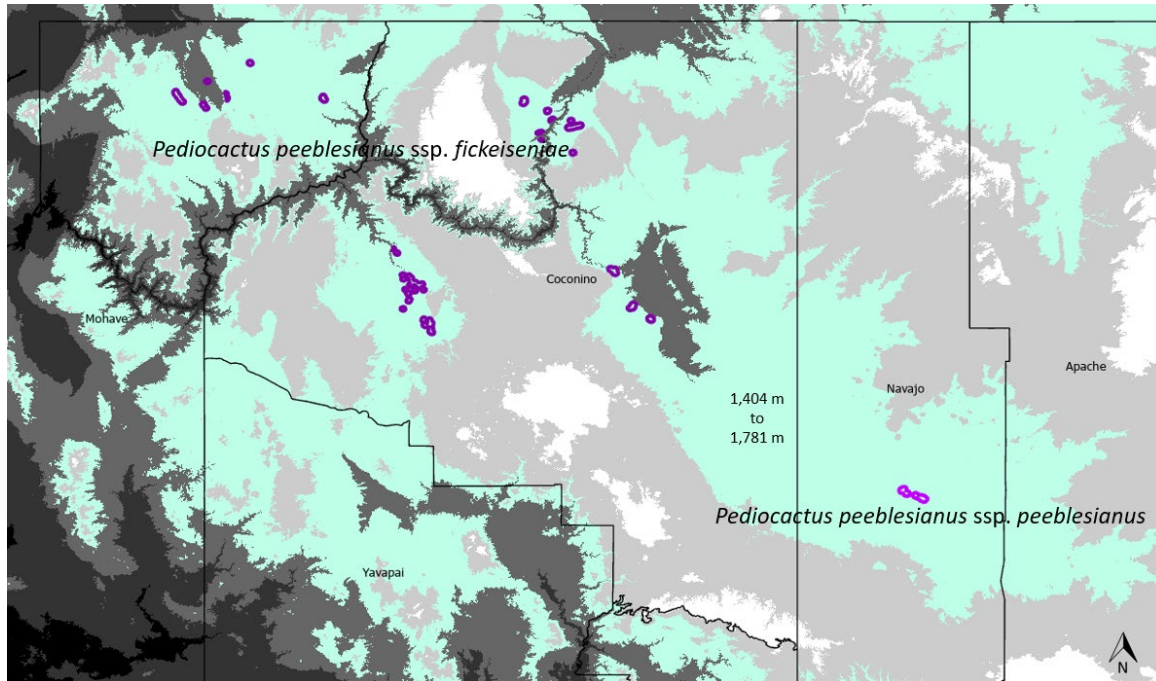 Pediocactus peeblesianus ssp. fickeiseniae
Coconino
Mohave
Navajo
Apache
1,404 m
to
1,781 m
Pediocactus peeblesianus ssp. peeblesianus
Yavapai
N